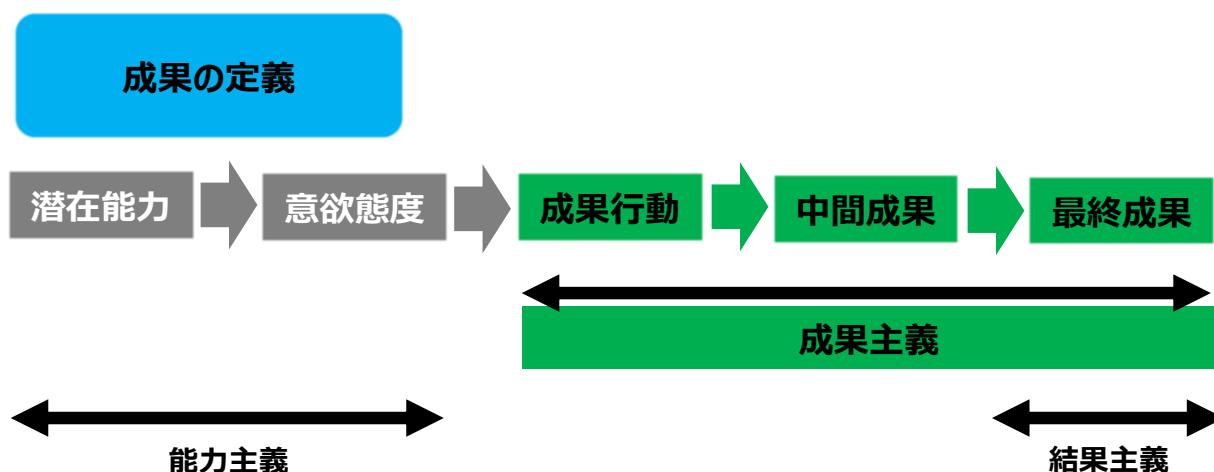 成果の定義
潜在能力
意欲態度
成果行動
中間成果
最終成果
成果主義
能力主義
結果主義